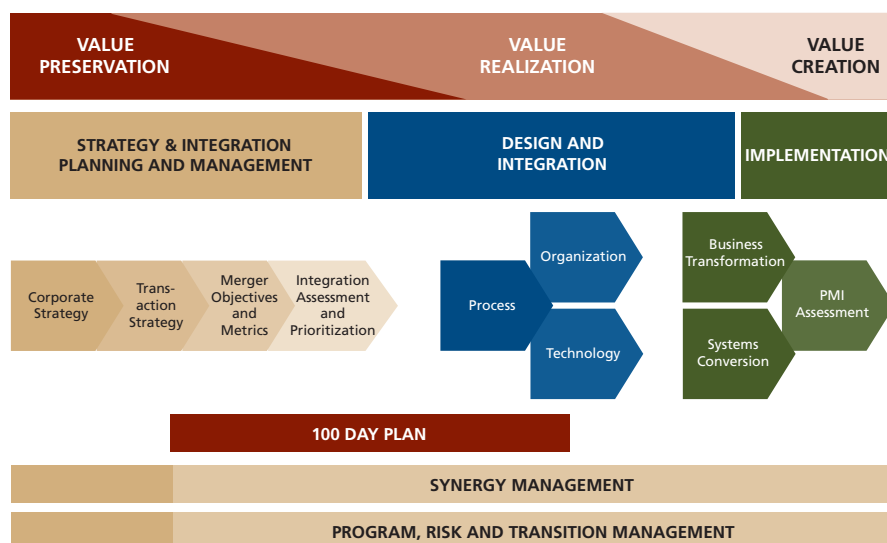 VALUE
PRESERVATION
VALUE
REALIZATION
VALUE
CREATION
STRATEGY & INTEGRATION
PLANNING AND MANAGEMENT
DESIGN AND
INTEGRATION
IMPLEMENTATION
Corporate
Strategy
Trans-
action
Strategy
Merger
Objectives
and
Metrics
Integration
Assessment
and
Prioritization
Process
Organization
Technology
Business
Transformation
Systems
Conversion
PMI
Assessment
100 DAY PLAN
SYNERGY MANAGEMENT
PROGRAM, RISK AND TRANSITION MANAGEMENT